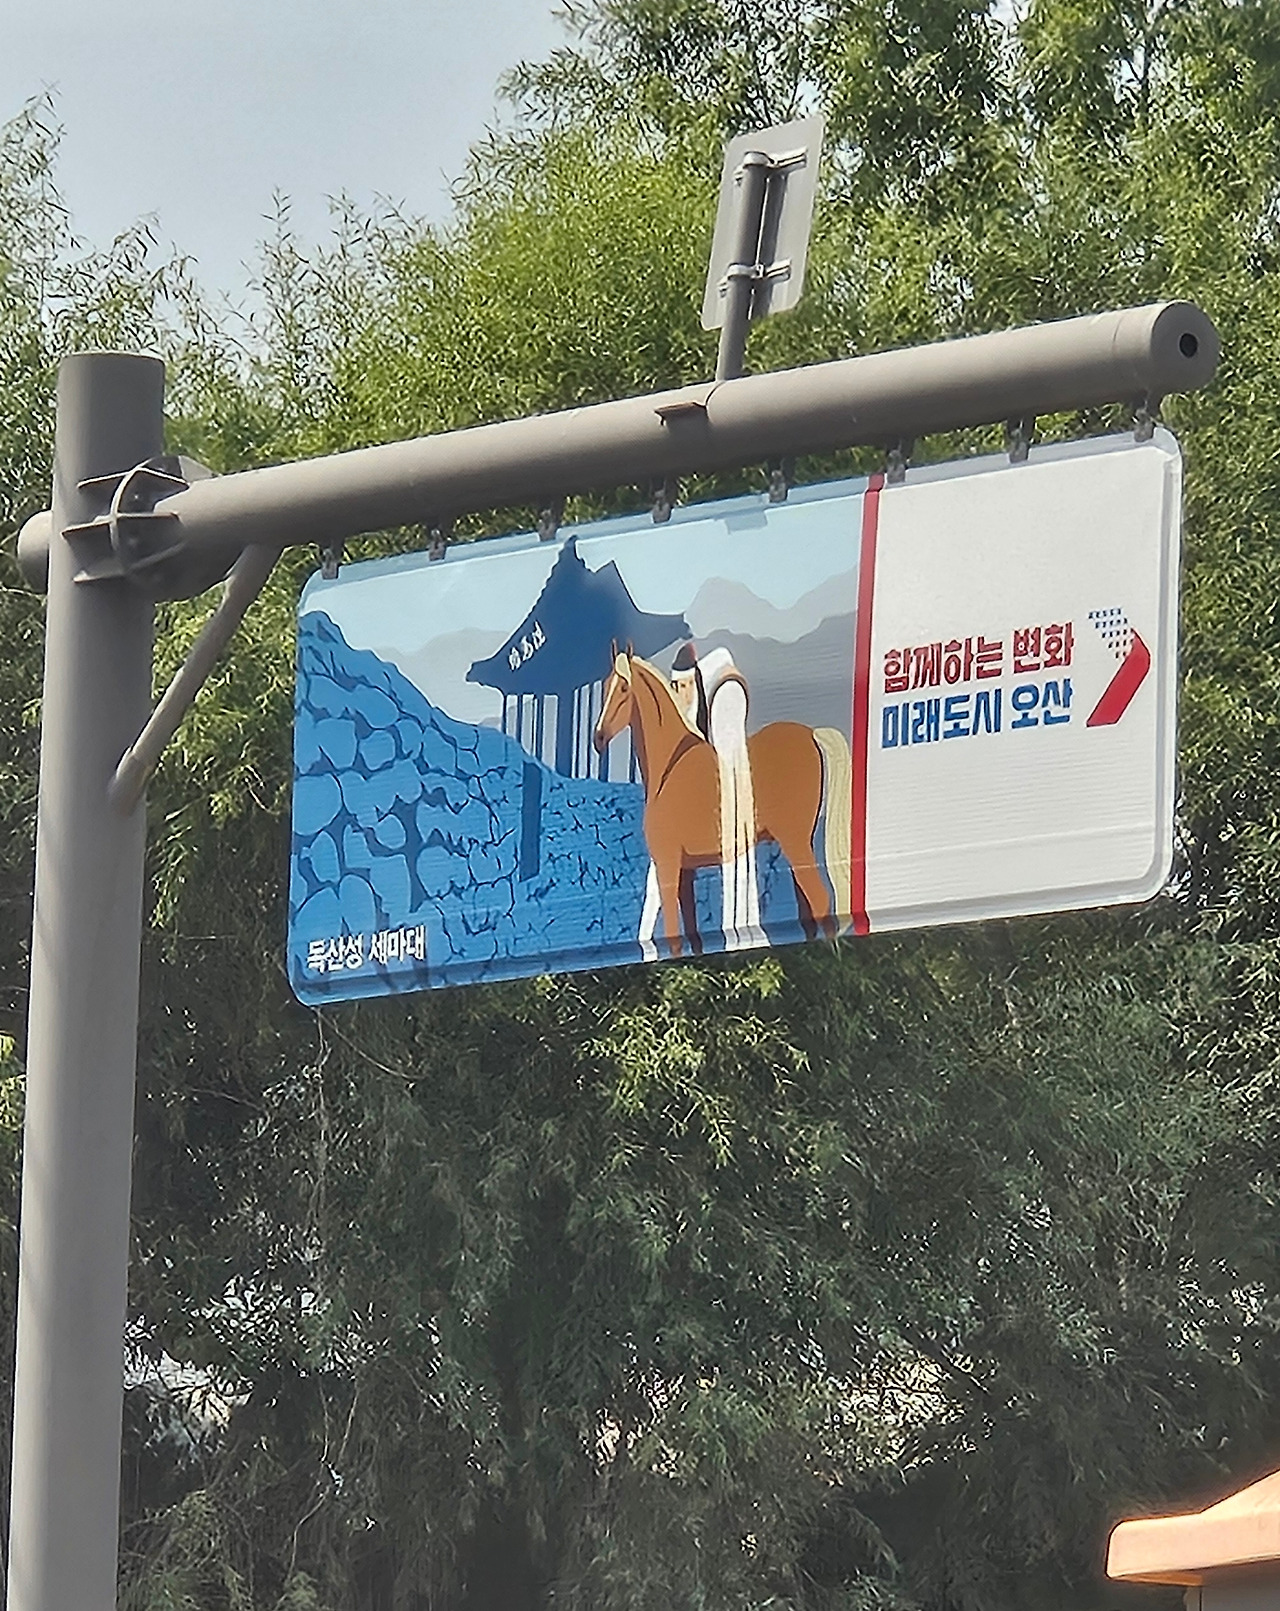 독산성 세마대
함께하는 변화
미래도시 오산